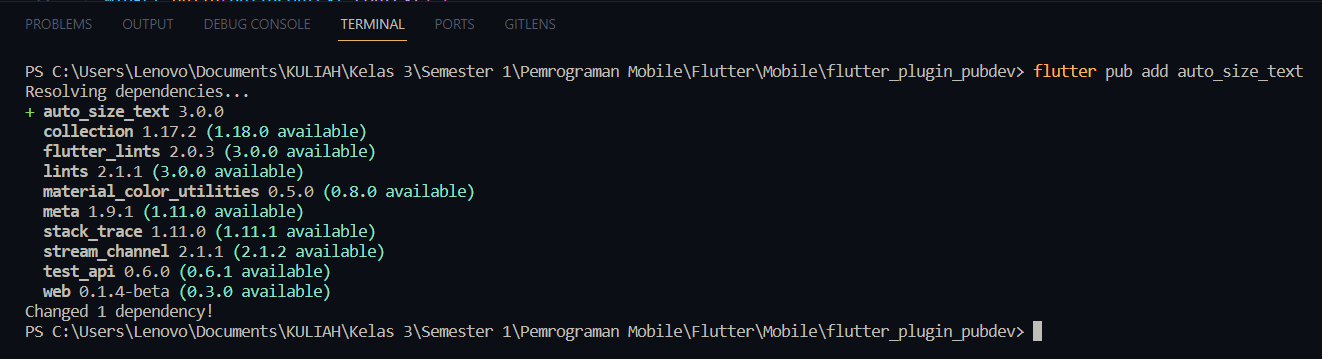 PROBLEMS OUTPUT DEBUG CONSOLE TERMINAL PORTS GITLENS
PS C:\Users\Lenovo\Documents\KULIAH\Kelas 3\Semester 1\Pemrograman Mobile\Flutter\Mobile\flutter_plugin_pubdev> flutter pub add auto_size_text
Resolving dependencies...
+ auto_size_text 3.0.0
collection 1.17.2 (1.18.0 available)
flutter_lints 2.0.3 (3.0.0 available)
lints 2.1.1 (3.0.0 available)
material_color_utilities 0.5.0 (0.8.0 available)
meta 1.9.1 (1.11.0 available)
stack_trace 1.11.0 (1.11.1 available)
stream_channel 2.1.1 (2.1.2 available)
test_api 0.6.0 (0.6.1 available)
web 0.1.4-beta (0.3.0 available)
Changed 1 dependency!
PS C:\Users\Lenovo\Documents\KULIAH\Kelas 3\Semester 1\Pemrograman Mobile\Flutter\Mobile\flutter_plugin_pubdev>